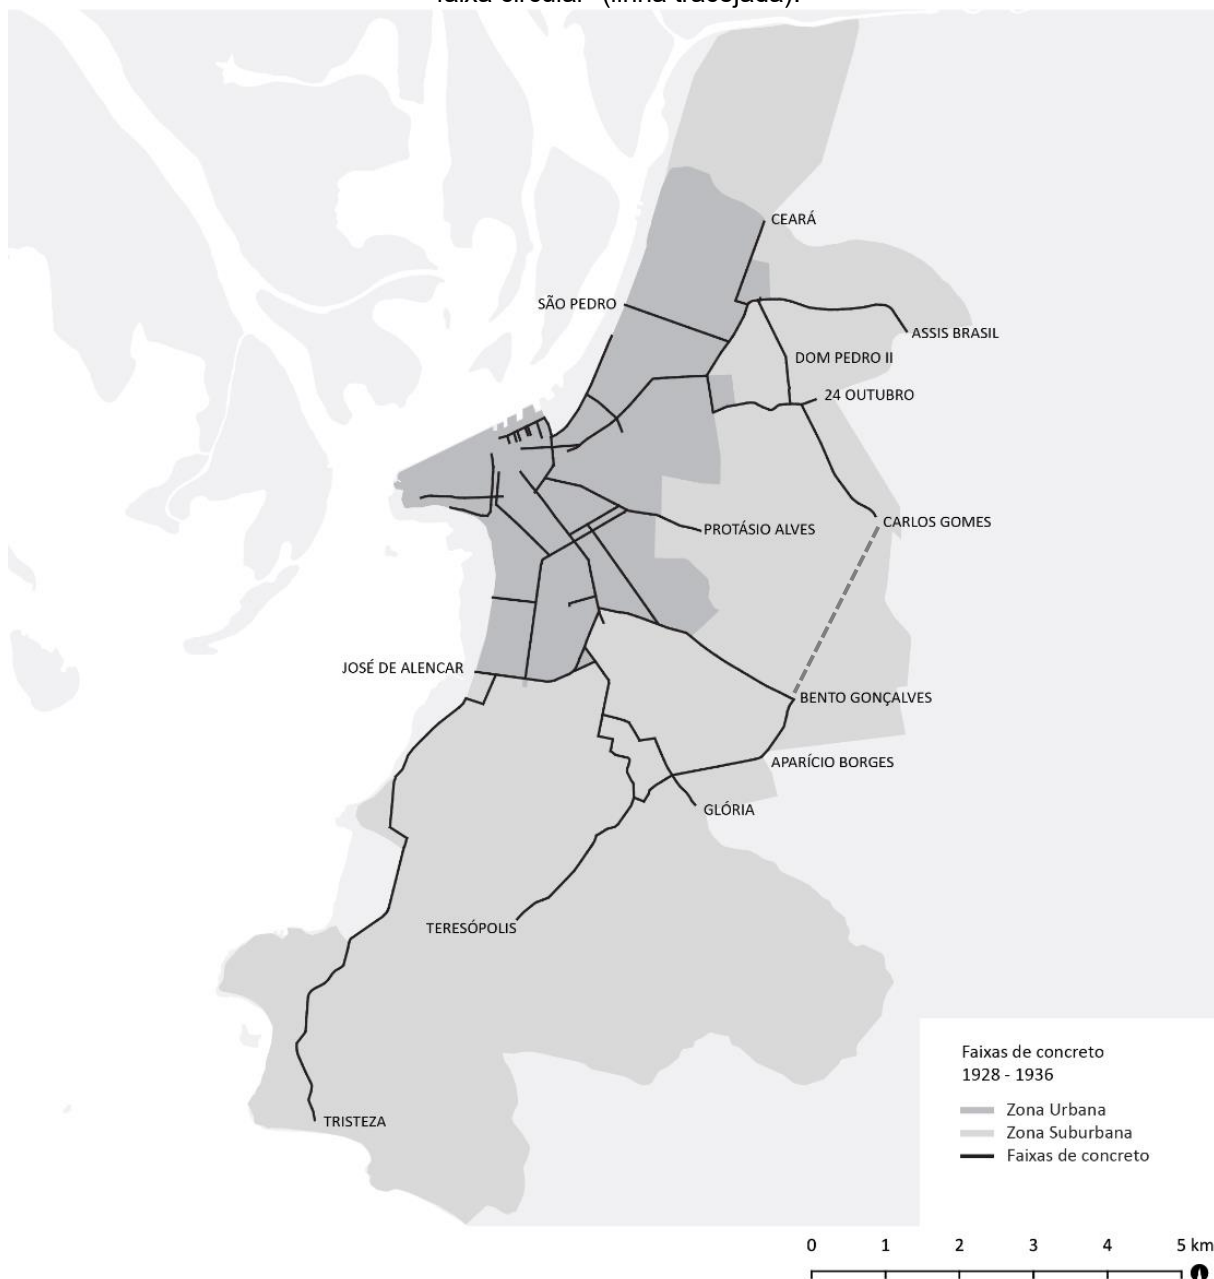 "faixa circular" (linha tracejada).
CEARÁ
SÃO PEDRO
ASSIS BRASIL
DOM PEDRO II
24 OUTUBRO
CARLOS GOMES
PROTÁSIO ALVES
JOSÉ DE ALENCAR
BENTO GONÇALVES
APARÍCIO BORGES
GLÓRIA
TERESÓPOLIS
TRISTEZA
Faixas de concreto
1928 - 1936
Zona Urbana
Zona Suburbana
Faixas de concreto
0 1 2 3 4 5 km